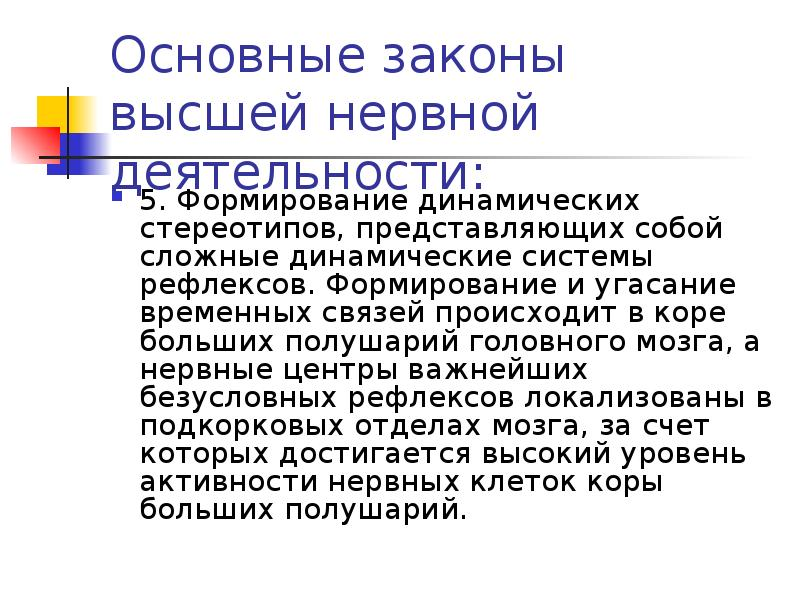 Основные законы
высшей нервной
деятельности:
5. Формирование динамических
стереотипов, представляющих собой
сложные динамические системы
рефлексов. Формирование и угасание
временных связей происходит в коре
больших полушарий головного мозга, а
нервные центры важнейших
безусловных рефлексов локализованы в
подкорковых отделах мозга, за счет
которых достигается высокий уровень
активности нервных клеток коры
больших полушарий.